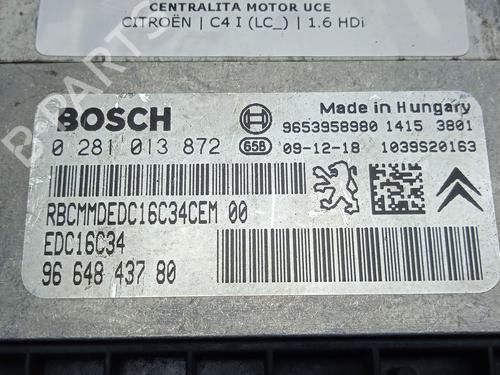 CENTRALITA MOTOR UCE
CITROËN | C4 I (LC_) | 1.6 HDi
BOSCH
Made in Hungary
9653958980 1415 3801
0 281 013 872
658
09-12-18 1039S20163
RBCMMDEDC16C34CEM 00
EDC16C34
96 648 437 80